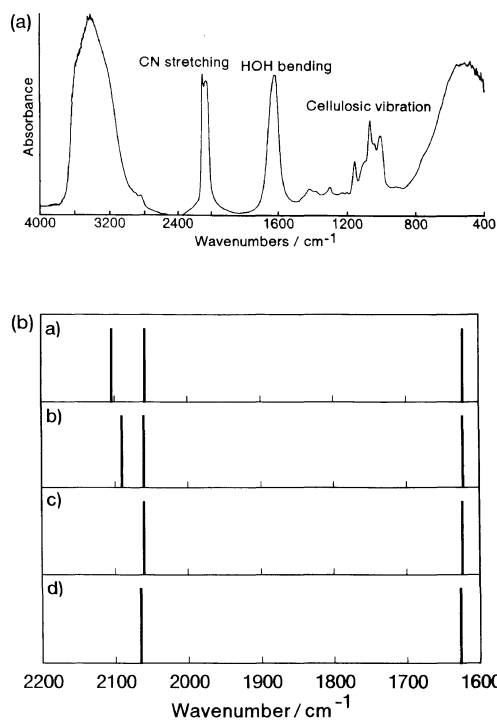 (a)
CN stretching
HOH bending
Cellulosic vibration
Absorbance
4000 3200 2200 1600 1200 800 400
Wavenumbers / cm-1
(b)
a)
b)
c)
d)
2200 2100 2000 1900 1800 1700 1600
Wavenumber / cm-1